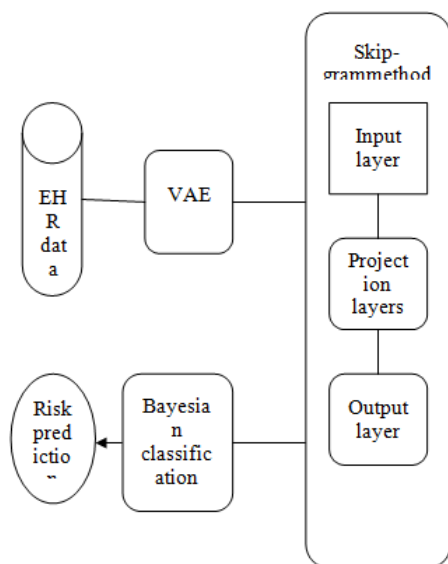 Skip-
grammethod
Input
layer
EH
R
dat
a
VAE
Project
ion
layers
Risk
pred
ictio
Bayesia
n
classific
ation
Output
layer